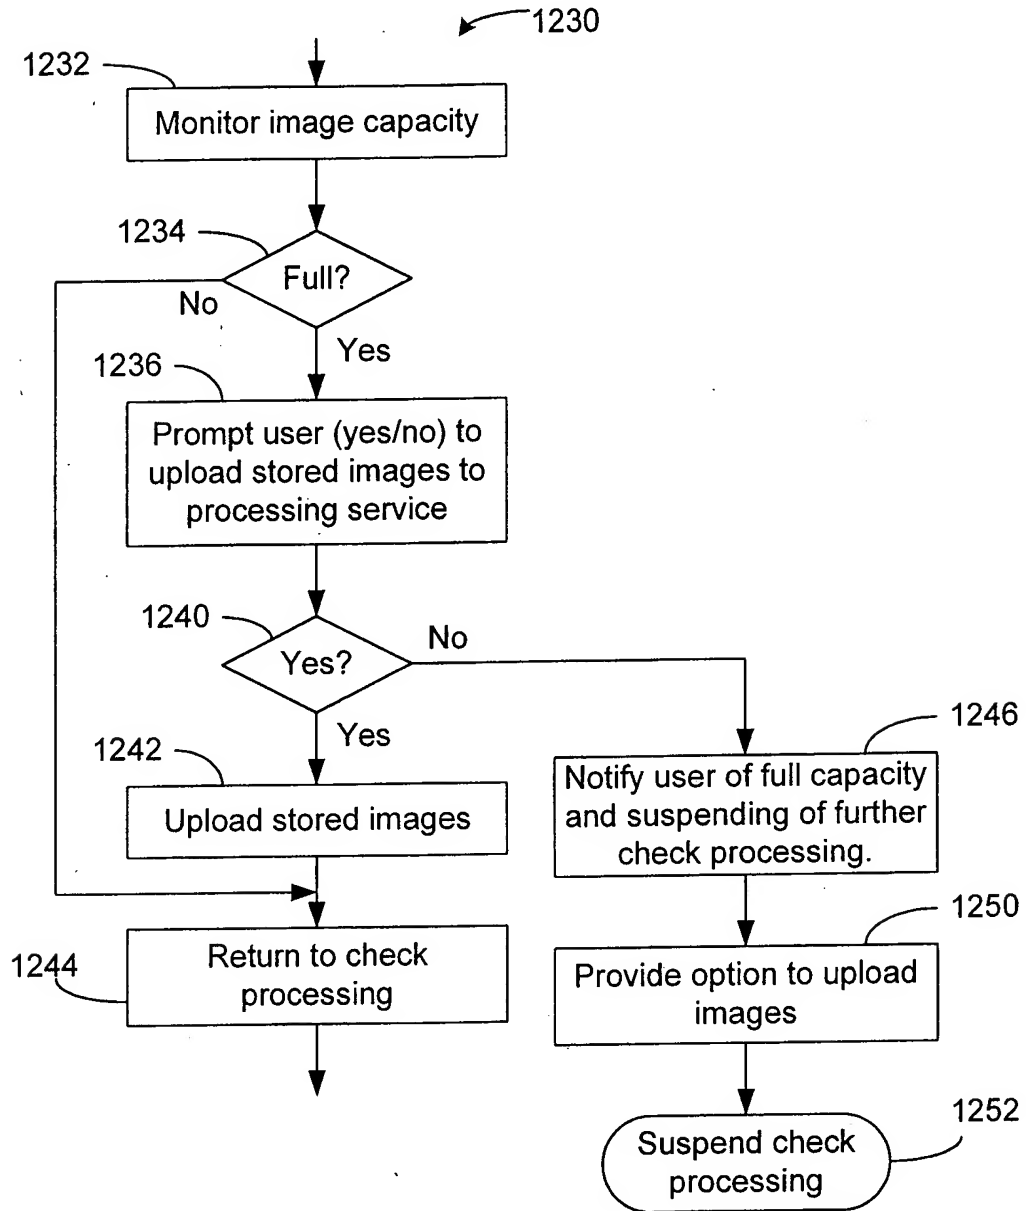 1230
1232
Monitor image capacity
1234
Full?
No
Yes
1236
Prompt user (yes/no) to
upload stored images to
processing service
1240
Yes?
No
Yes
1242
Upload stored images
1244
Return to check
processing
1246
Notify user of full capacity
and suspending of further
check processing.
1250
Provide option to upload
images
1252
Suspend check
processing